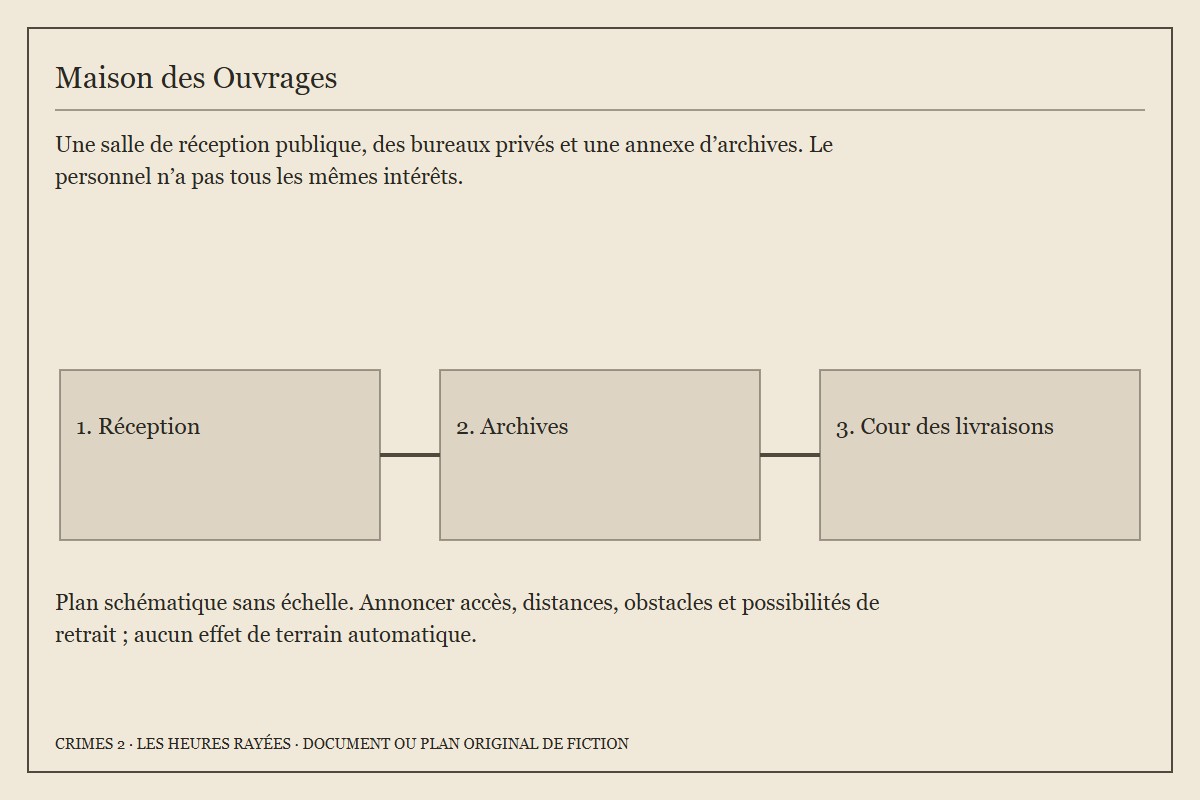 Maison des Ouvrages
Une salle de réception publique, des bureaux privés et une annexe d’archives. Le
personnel n’a pas tous les mêmes intérêts.
1. Réception
2. Archives
3. Cour des livraisons
Plan schématique sans échelle. Annoncer accès, distances, obstacles et possibilités de
retrait ; aucun effet de terrain automatique.
CRIMES 2 · LES HEURES RAYÉES · DOCUMENT OU PLAN ORIGINAL DE FICTION